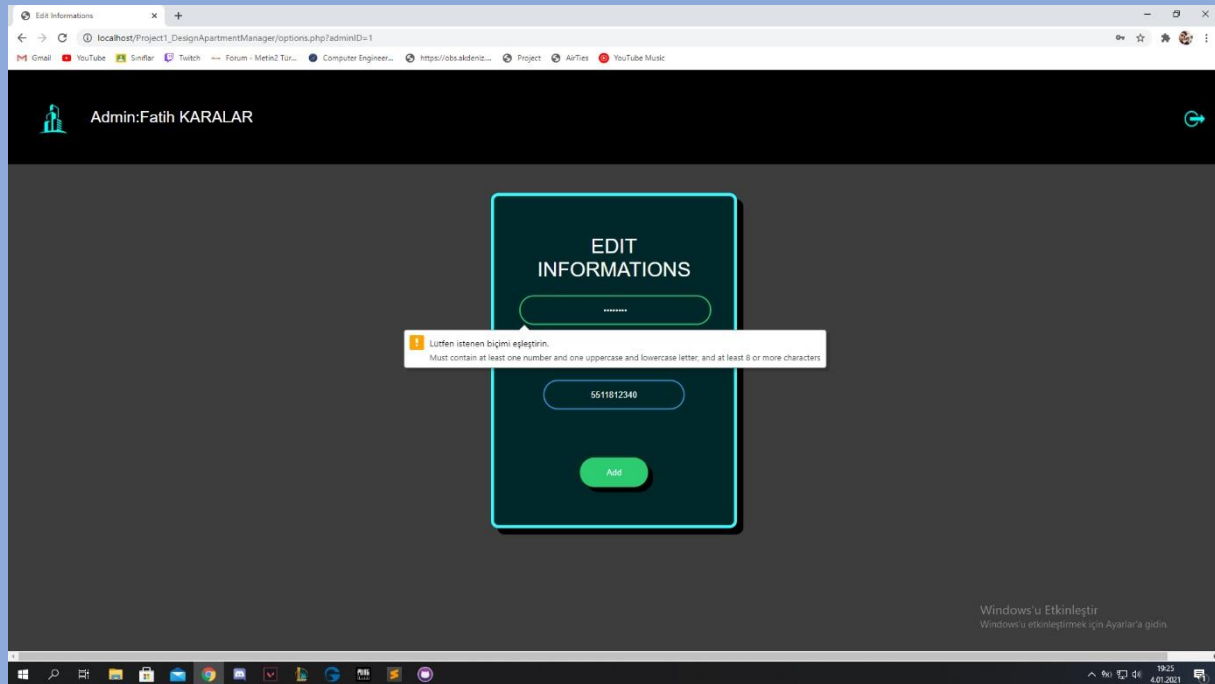 Edit Informations
localhost/Project1_DesignApartmentManager/options.php?adminID=1
Gmail YouTube Sınıflar Twitch Forum - Metin2 Tür... Computer Engineer... https://obs.akdeniz... Project AirTies YouTube Music
Admin:Fatih KARALAR
EDIT
INFORMATIONS
Lütfen istenen biçimi eşleştirin.
Must contain at least one number and one uppercase and lowercase letter, and at least 8 or more characters
5511812340
Add
Windows'u Etkinleştir
Windows'u etkinleştirmek için Ayarlar'a gidin.
19:25
4.01.2021